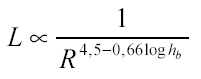 L ∝ 1 / R^{4,5−0,66 log h_b}